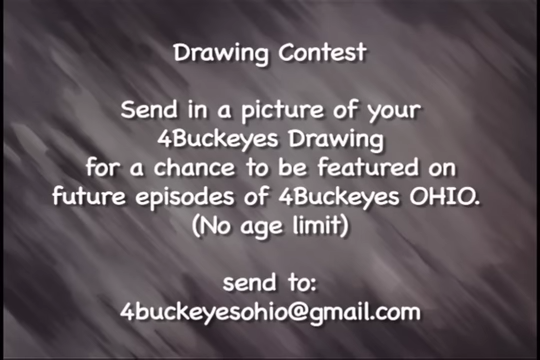 Drawing Contest
Send in a picture of your
4Buckeyes Drawing
for a chance to be featured on
future episodes of 4Buckeyes OHIO.
(No age limit)
send to:
4buckeyesohio@gmail.com